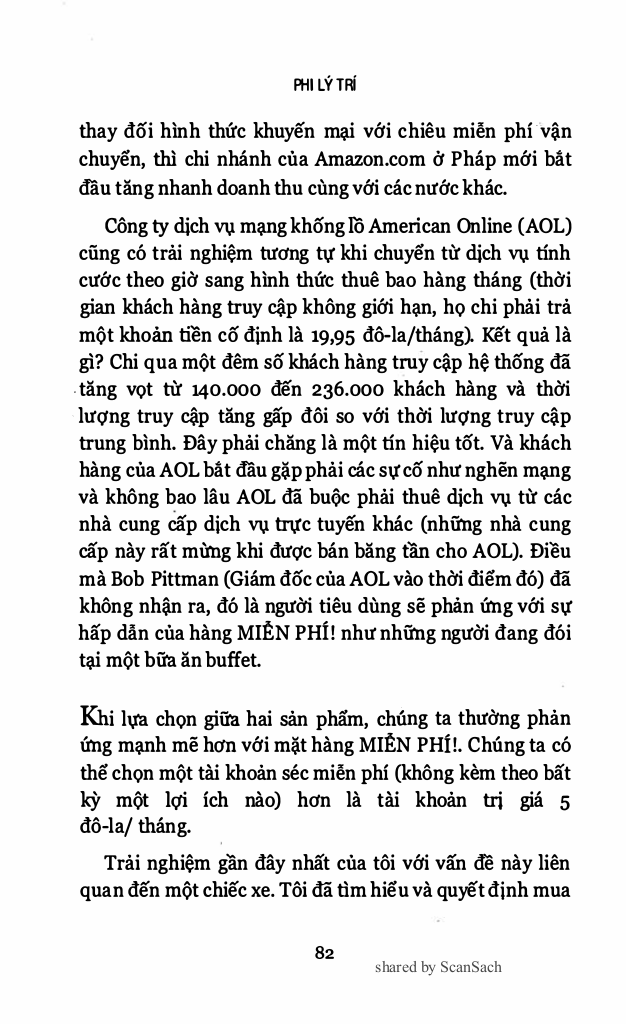 PHI LÝ TRÍ
thay đổi hình thức khuyến mại với chiêu miễn phí vận
chuyển, thì chi nhánh của Amazon.com ở Pháp mới bắt
đầu tăng nhanh doanh thu cùng với các nước khác.
Công ty dịch vụ mạng khổng lồ American Online (AOL)
cũng có trải nghiệm tương tự khi chuyển từ dịch vụ tính
cước theo giờ sang hình thức thuê bao hàng tháng (thời
gian khách hàng truy cập không giới hạn, họ chỉ phải trả
một khoản tiền cố định là 19,95 đô-la/tháng). Kết quả là
gì? Chỉ qua một đêm số khách hàng truy cập hệ thống đã
tăng vọt từ 140.000 đến 236.000 khách hàng và thời
lượng truy cập tăng gấp đôi so với thời lượng truy cập
trung bình. Đây phải chăng là một tín hiệu tốt. Và khách
hàng của AOL bắt đầu gặp phải các sự cố như nghẽn mạng
và không bao lâu AOL đã buộc phải thuê dịch vụ từ các
nhà cung cấp dịch vụ trực tuyến khác (những nhà cung
cấp này rất mừng khi được bán băng tần cho AOL). Điều
mà Bob Pittman (Giám đốc của AOL vào thời điểm đó) đã
không nhận ra, đó là người tiêu dùng sẽ phản ứng với sự
hấp dẫn của hàng MIỄN PHÍ! như những người đang đói
tại một bữa ăn buffet.
Khi lựa chọn giữa hai sản phẩm, chúng ta thường phản
ứng mạnh mẽ hơn với mặt hàng MIỄN PHÍ!. Chúng ta có
thể chọn một tài khoản séc miễn phí (không kèm theo bất
kỳ một lợi ích nào) hơn là tài khoản trị giá 5
đô-la/ tháng.
Trải nghiệm gần đây nhất của tôi với vấn đề này liên
quan đến một chiếc xe. Tôi đã tìm hiểu và quyết định mua
82
shared by ScanSach